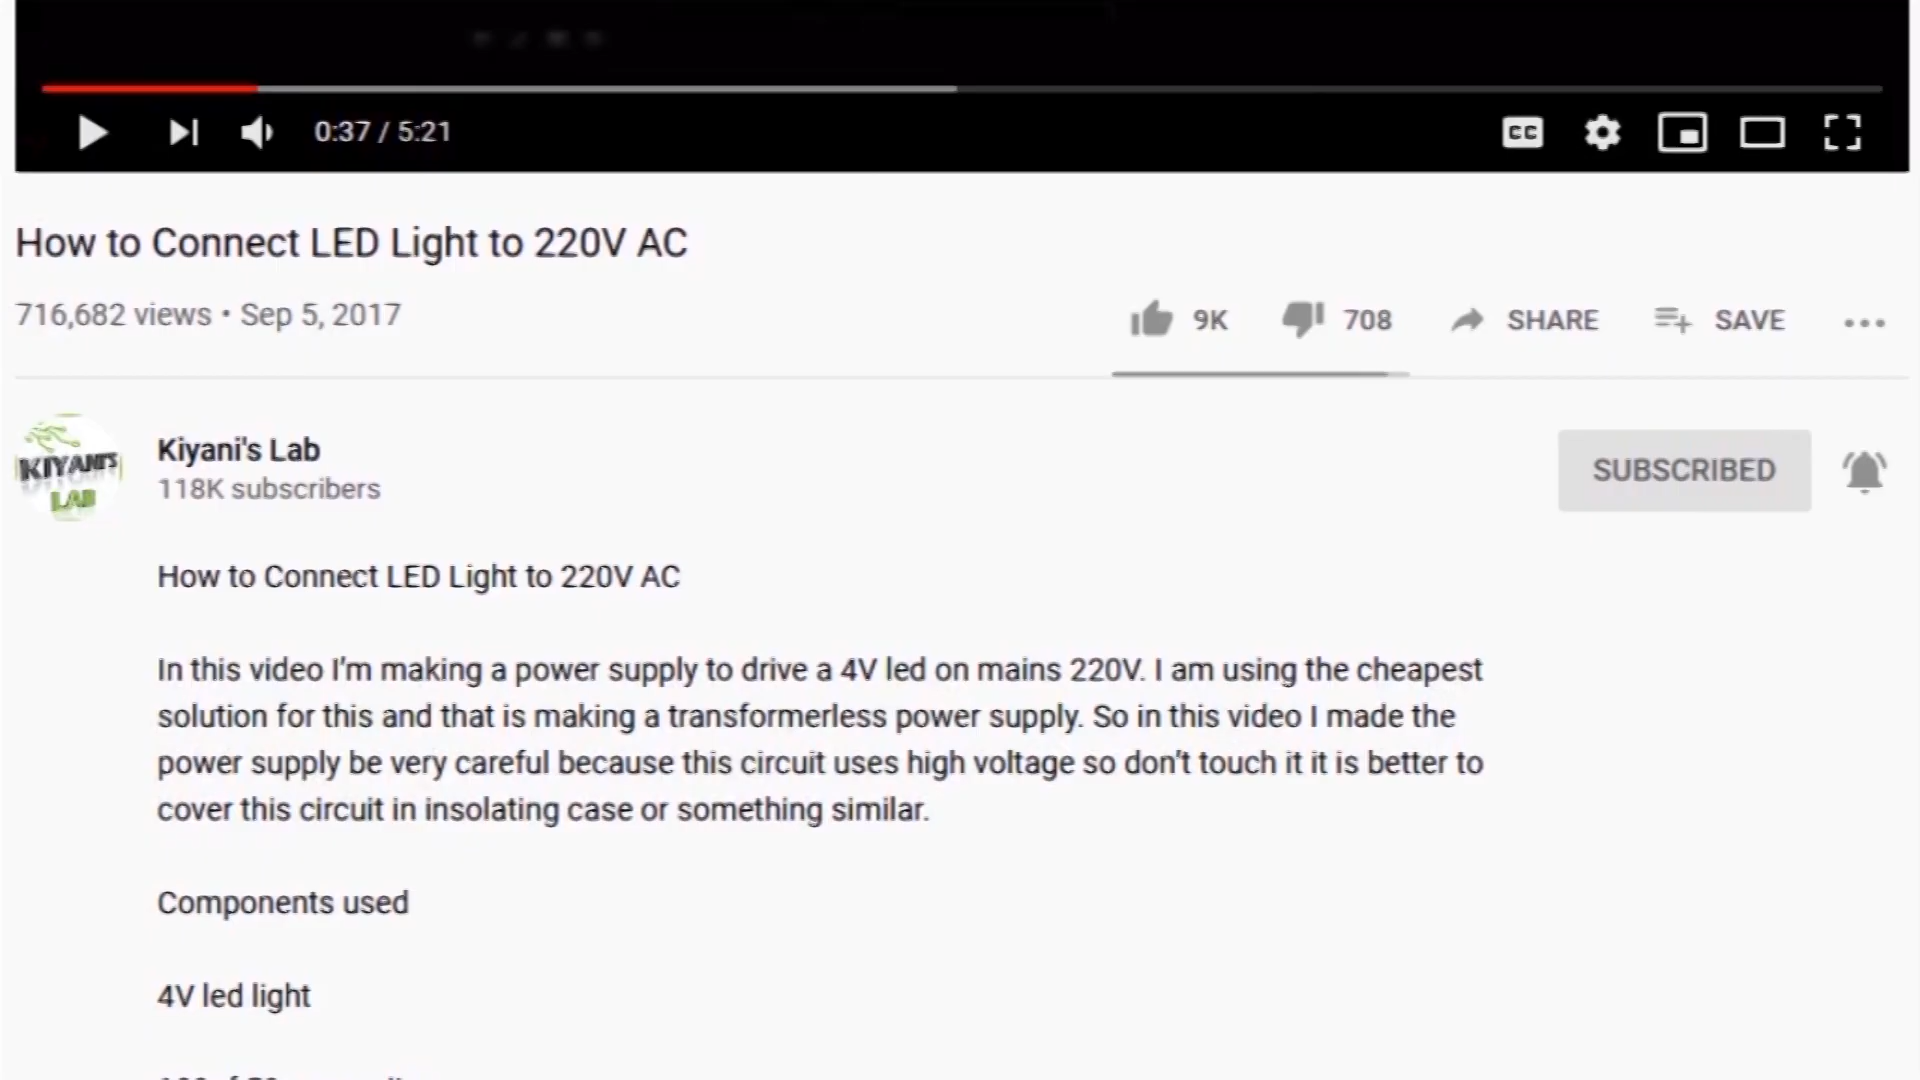 0:37 / 5:21
CC
How to Connect LED Light to 220V AC
716,682 views • Sep 5, 2017
9K
708
SHARE
SAVE
KIYANI'S
LAB
Kiyani's Lab
118K subscribers
SUBSCRIBED
How to Connect LED Light to 220V AC
In this video I'm making a power supply to drive a 4V led on mains 220V. I am using the cheapest
solution for this and that is making a transformerless power supply. So in this video I made the
power supply be very careful because this circuit uses high voltage so don't touch it it is better to
cover this circuit in insolating case or something similar.
Components used
4V led light